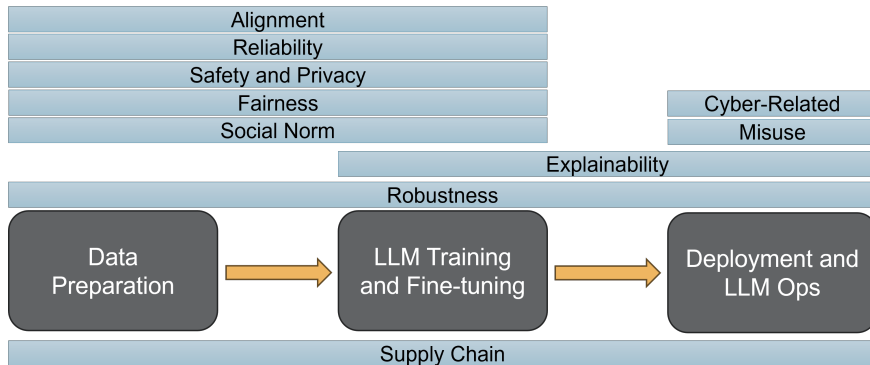 Alignment
Reliability
Safety and Privacy
Fairness
Social Norm
Cyber-Related
Misuse
Explainability
Robustness
Data
Preparation
LLM Training
and Fine-tuning
Deployment and
LLM Ops
Supply Chain